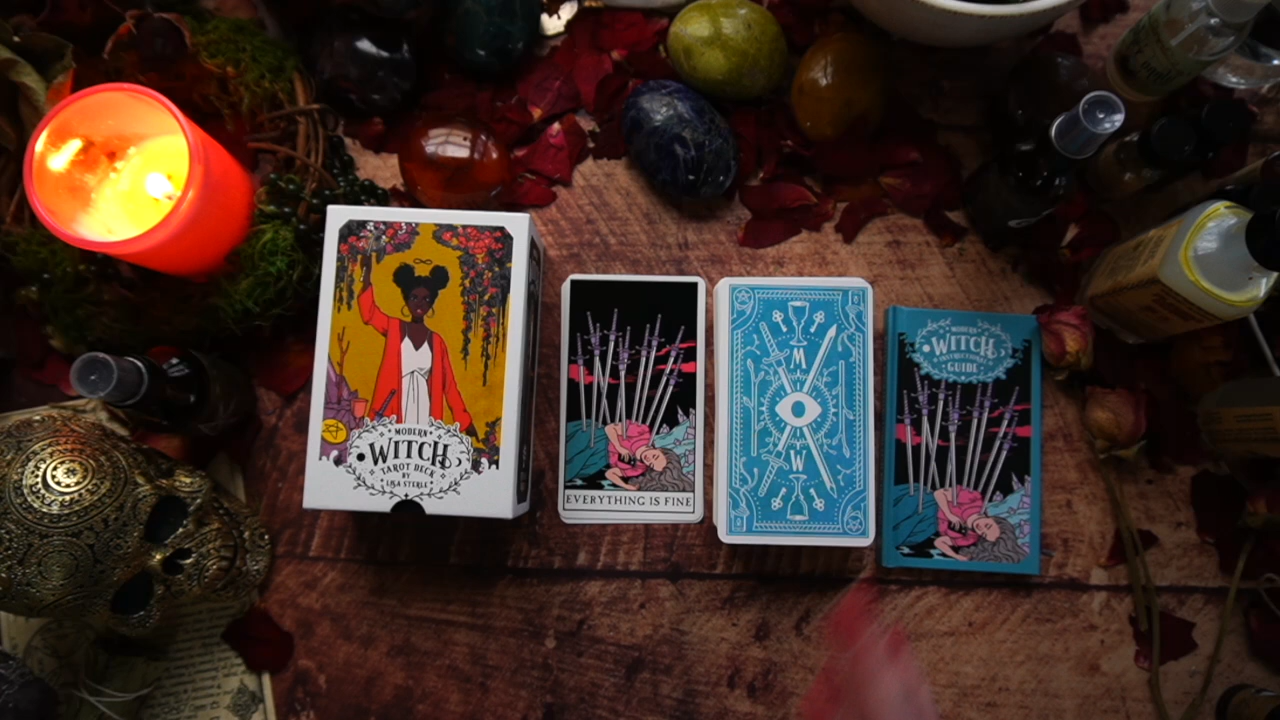 MODERN
WITCH
TAROT DECK
BY
LISA STERLE
EVERYTHING IS FINE
M
W
MODERN
WITCH
INSTRUCTIONAL
GUIDE